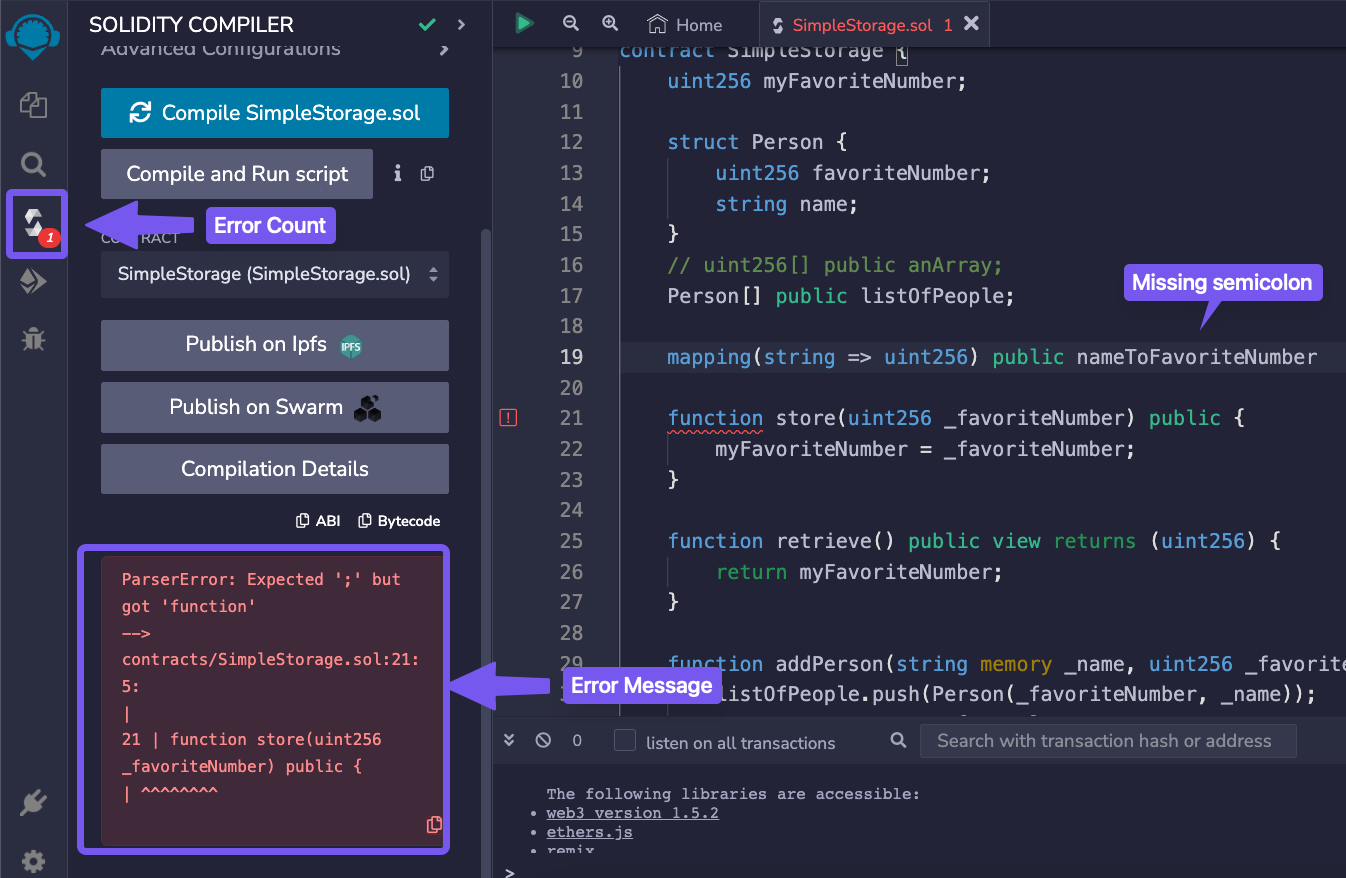 SOLIDITY COMPILER
Advanced Configurations
Compile SimpleStorage.sol
Compile and Run script
Error Count
1
CONTRACT
SimpleStorage (SimpleStorage.sol)
Publish on Ipfs
IPFS
Publish on Swarm
Compilation Details
ABI
Bytecode
ParserError: Expected ';' but
got 'function'
-->
contracts/SimpleStorage.sol:21:
5:
|
21 | function store(uint256
_favoriteNumber) public {
| ^^^^^^^^
Error Message
Home
SimpleStorage.sol 1
9 contract SimpleStorage {
10 uint256 myFavoriteNumber;
11
12 struct Person {
13 uint256 favoriteNumber;
14 string name;
15 }
16 // uint256[] public anArray;
17 Person[] public listOfPeople;
Missing semicolon
18
19 mapping(string => uint256) public nameToFavoriteNumber
20
21 function store(uint256 _favoriteNumber) public {
22 myFavoriteNumber = _favoriteNumber;
23 }
24
25 function retrieve() public view returns (uint256) {
26 return myFavoriteNumber;
27 }
28
29 function addPerson(string memory _name, uint256 _favorite
listOfPeople.push(Person(_favoriteNumber, _name));
0
listen on all transactions
Search with transaction hash or address
The following libraries are accessible:
• web3 version 1.5.2
• ethers.js
• remix
>